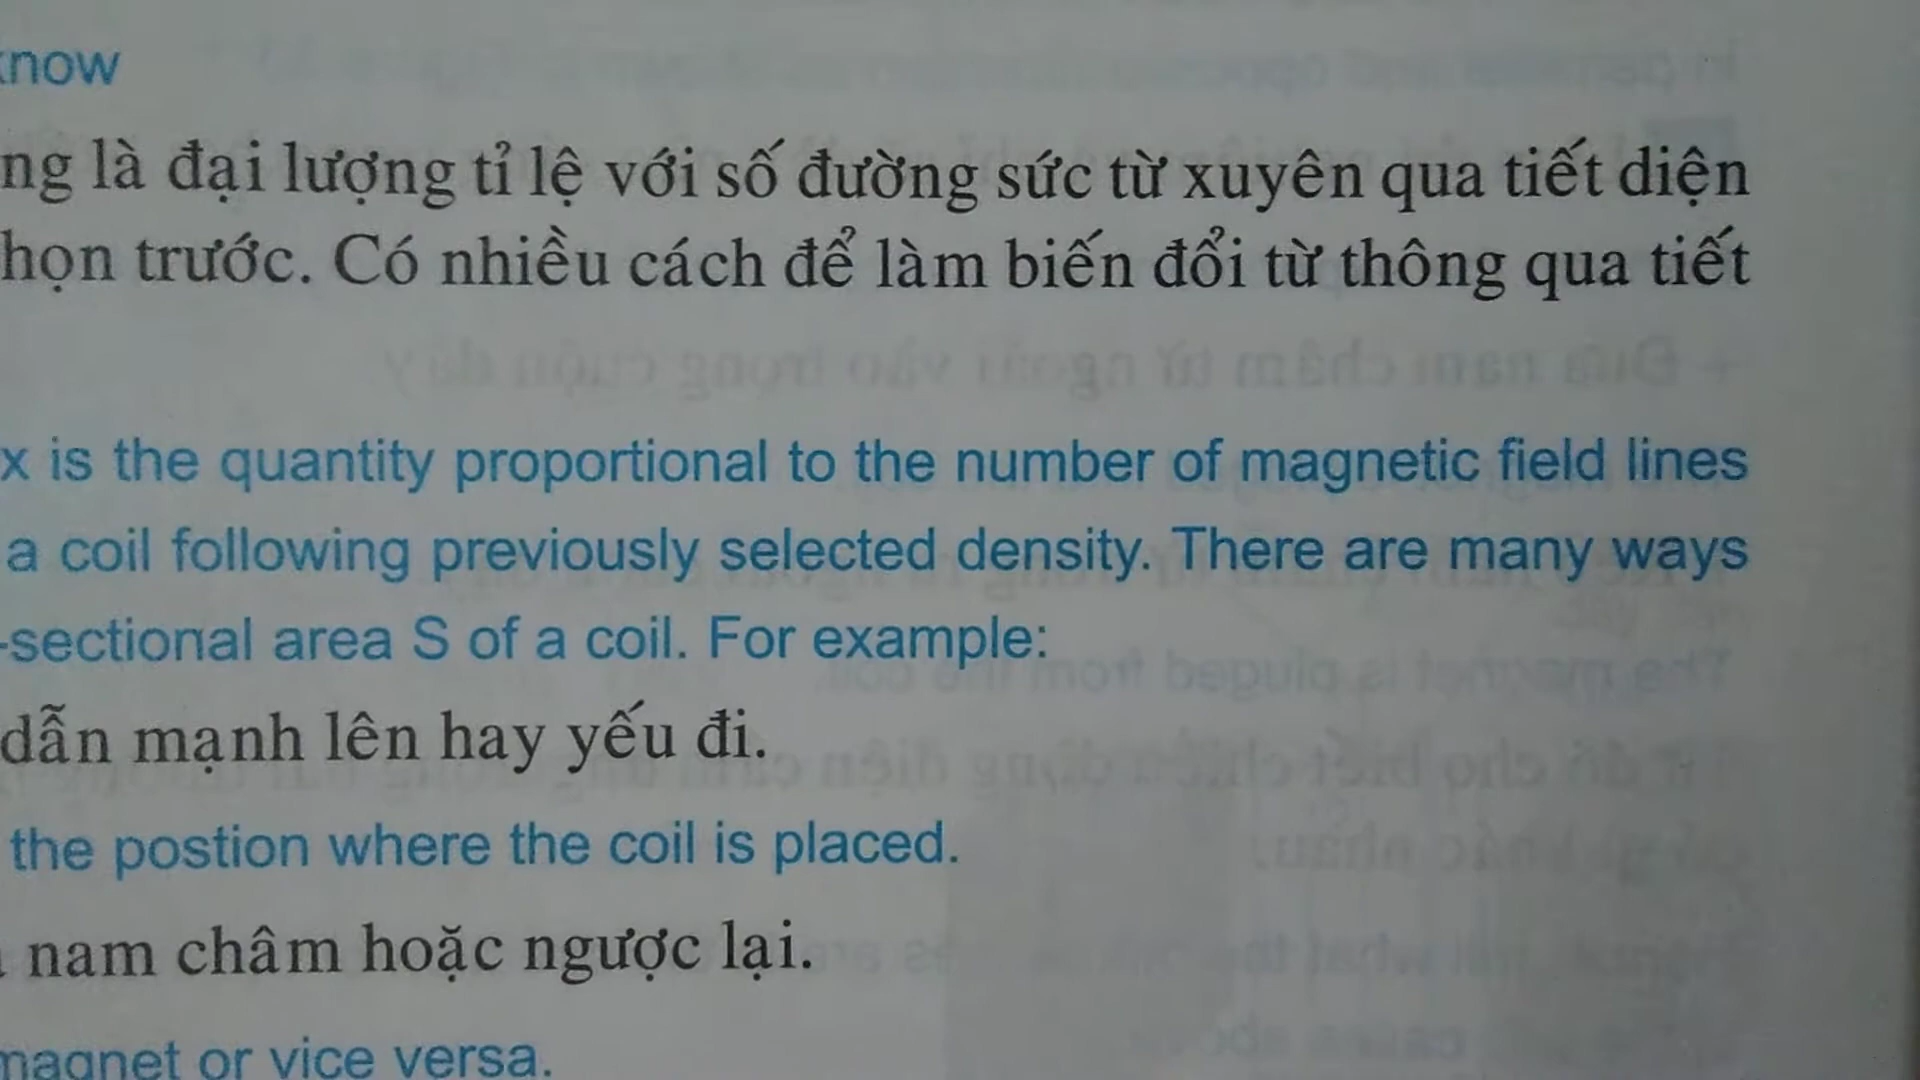 know
ng là đại lượng tỉ lệ với số đường sức từ xuyên qua tiết diện
họn trước. Có nhiều cách để làm biến đổi từ thông qua tiết
x is the quantity proportional to the number of magnetic field lines
a coil following previously selected density. There are many ways
-sectional area S of a coil. For example:
dẫn mạnh lên hay yếu đi.
the postion where the coil is placed.
nam châm hoặc ngược lại.
magnet or vice versa.